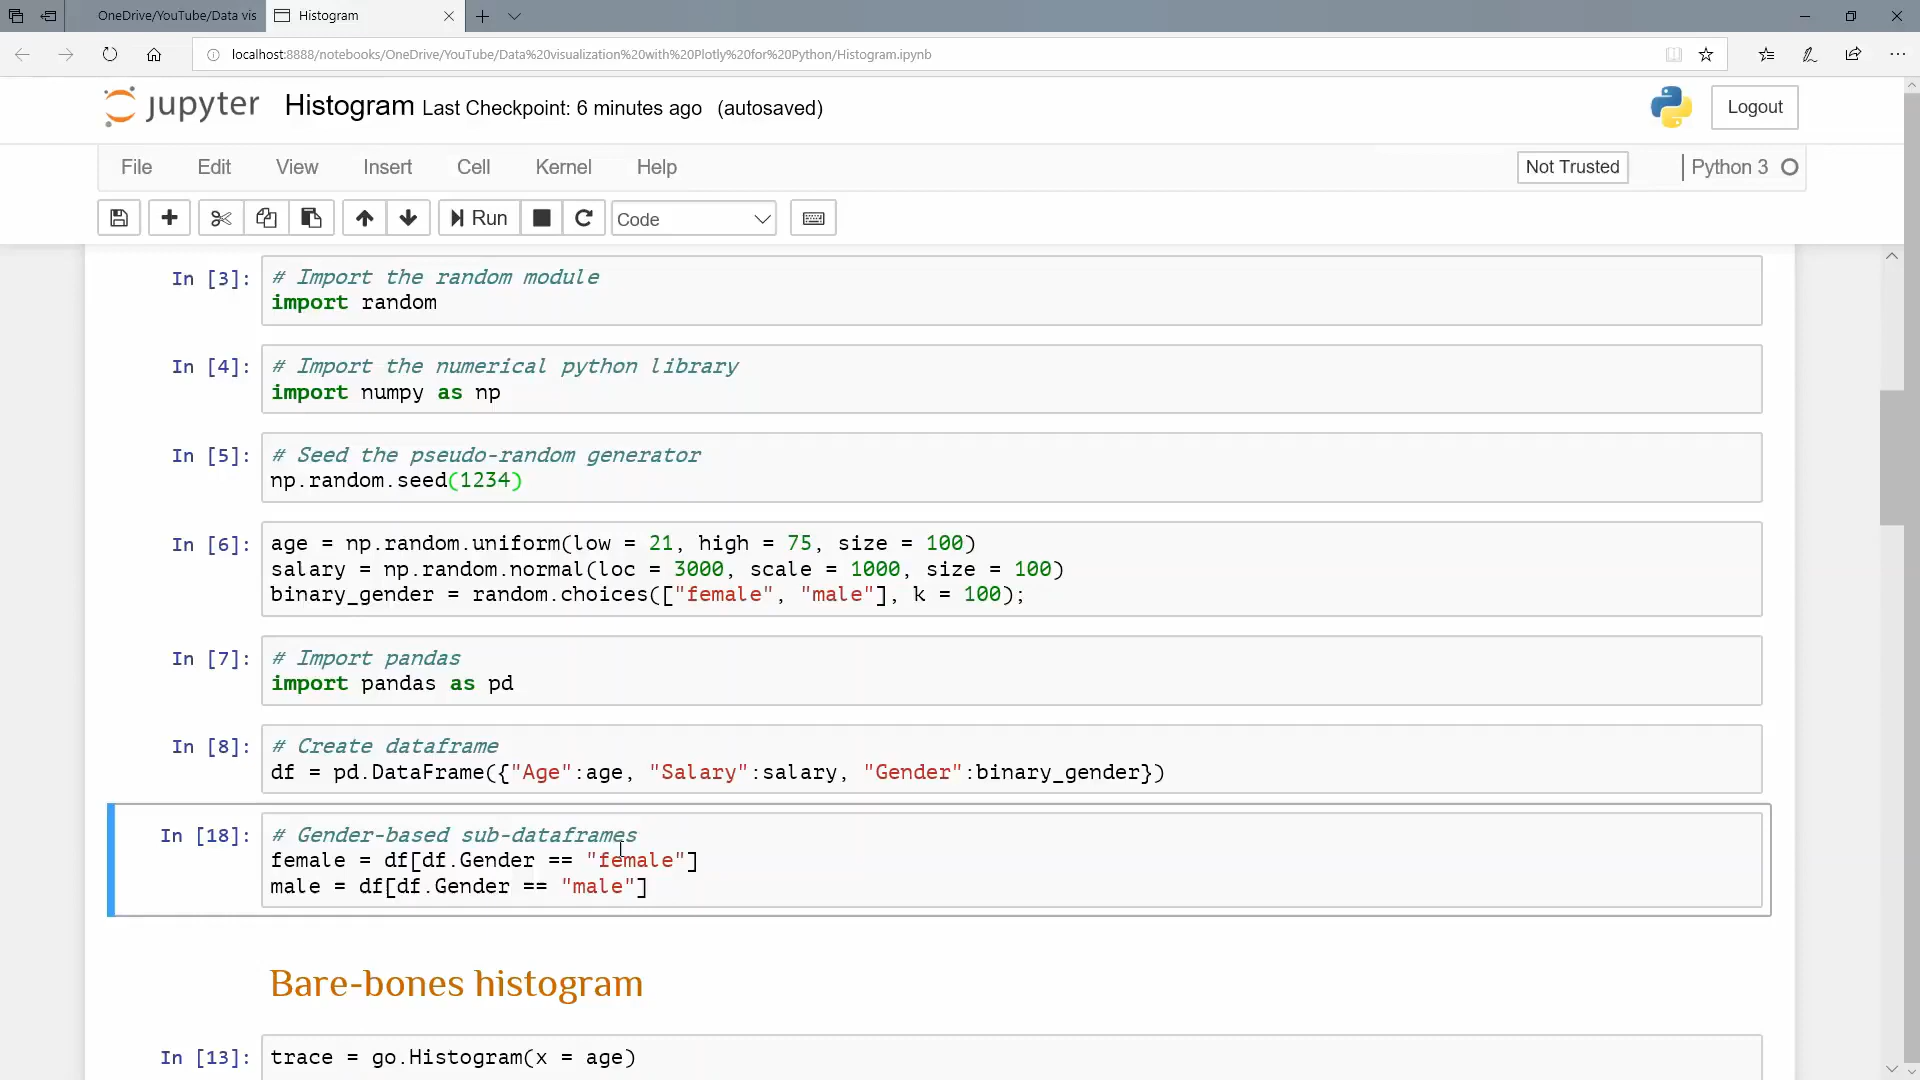 OneDrive/YouTube/Data vis
Histogram
localhost:8888/notebooks/OneDrive/YouTube/Data%20visualization%20with%20Plotly%20for%20Python/Histogram.ipynb
jupyter Histogram Last Checkpoint: 6 minutes ago (autosaved)
Logout
File Edit View Insert Cell Kernel Help
Not Trusted
Python 3
Run
Code
In [3]:
# Import the random module
import random
In [4]:
# Import the numerical python library
import numpy as np
In [5]:
# Seed the pseudo-random generator
np.random.seed(1234)
In [6]:
age = np.random.uniform(low = 21, high = 75, size = 100)
salary = np.random.normal(loc = 3000, scale = 1000, size = 100)
binary_gender = random.choices(["female", "male"], k = 100);
In [7]:
# Import pandas
import pandas as pd
In [8]:
# Create dataframe
df = pd.DataFrame({"Age":age, "Salary":salary, "Gender":binary_gender})
In [18]:
# Gender-based sub-dataframes
female = df[df.Gender == "female"]
male = df[df.Gender == "male"]
Bare-bones histogram
In [13]:
trace = go.Histogram(x = age)